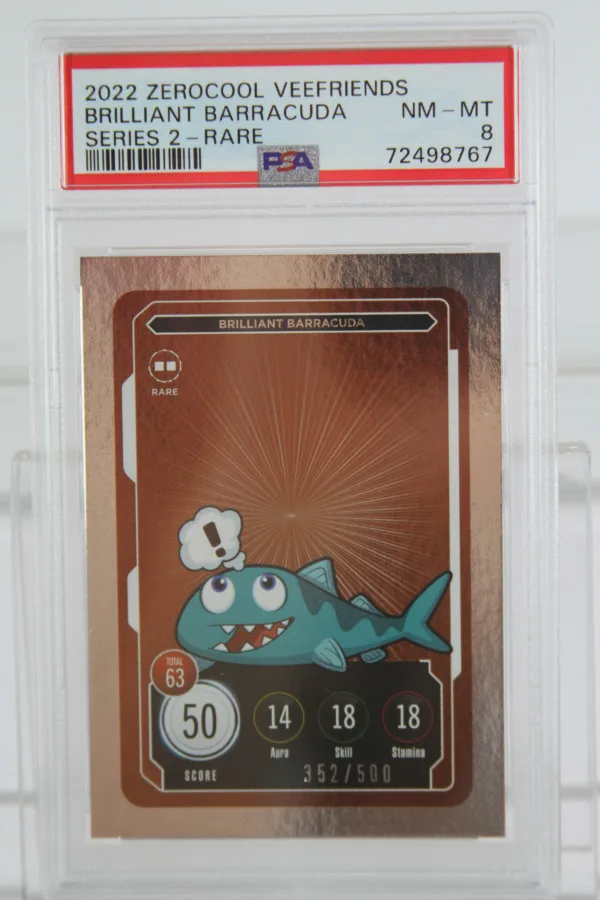 2022 ZEROCOOL VEEFRIENDS
BRILLIANT BARRACUDA NM - MT
SERIES 2 - RARE 8
PSA 72498767
BRILLIANT BARRACUDA
RARE
!
TOTAL
63
50 14 18 18
Aura Skill Stamina
SCORE 352/500